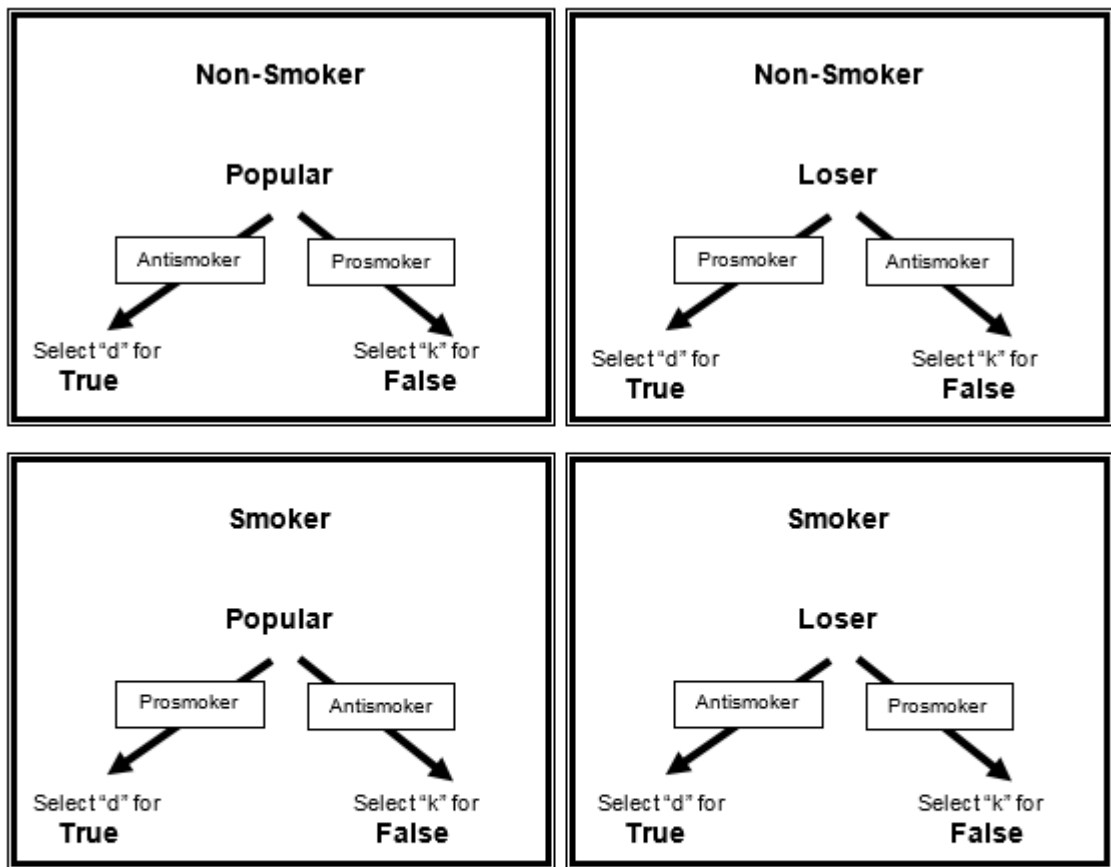 Non-Smoker
Popular
Antismoker
Prosmoker
Select “d” for
True
Select “k” for
False
Non-Smoker
Loser
Prosmoker
Antismoker
Select “d” for
True
Select “k” for
False
Smoker
Popular
Prosmoker
Antismoker
Select “d” for
True
Select “k” for
False
Smoker
Loser
Antismoker
Prosmoker
Select “d” for
True
Select “k” for
False